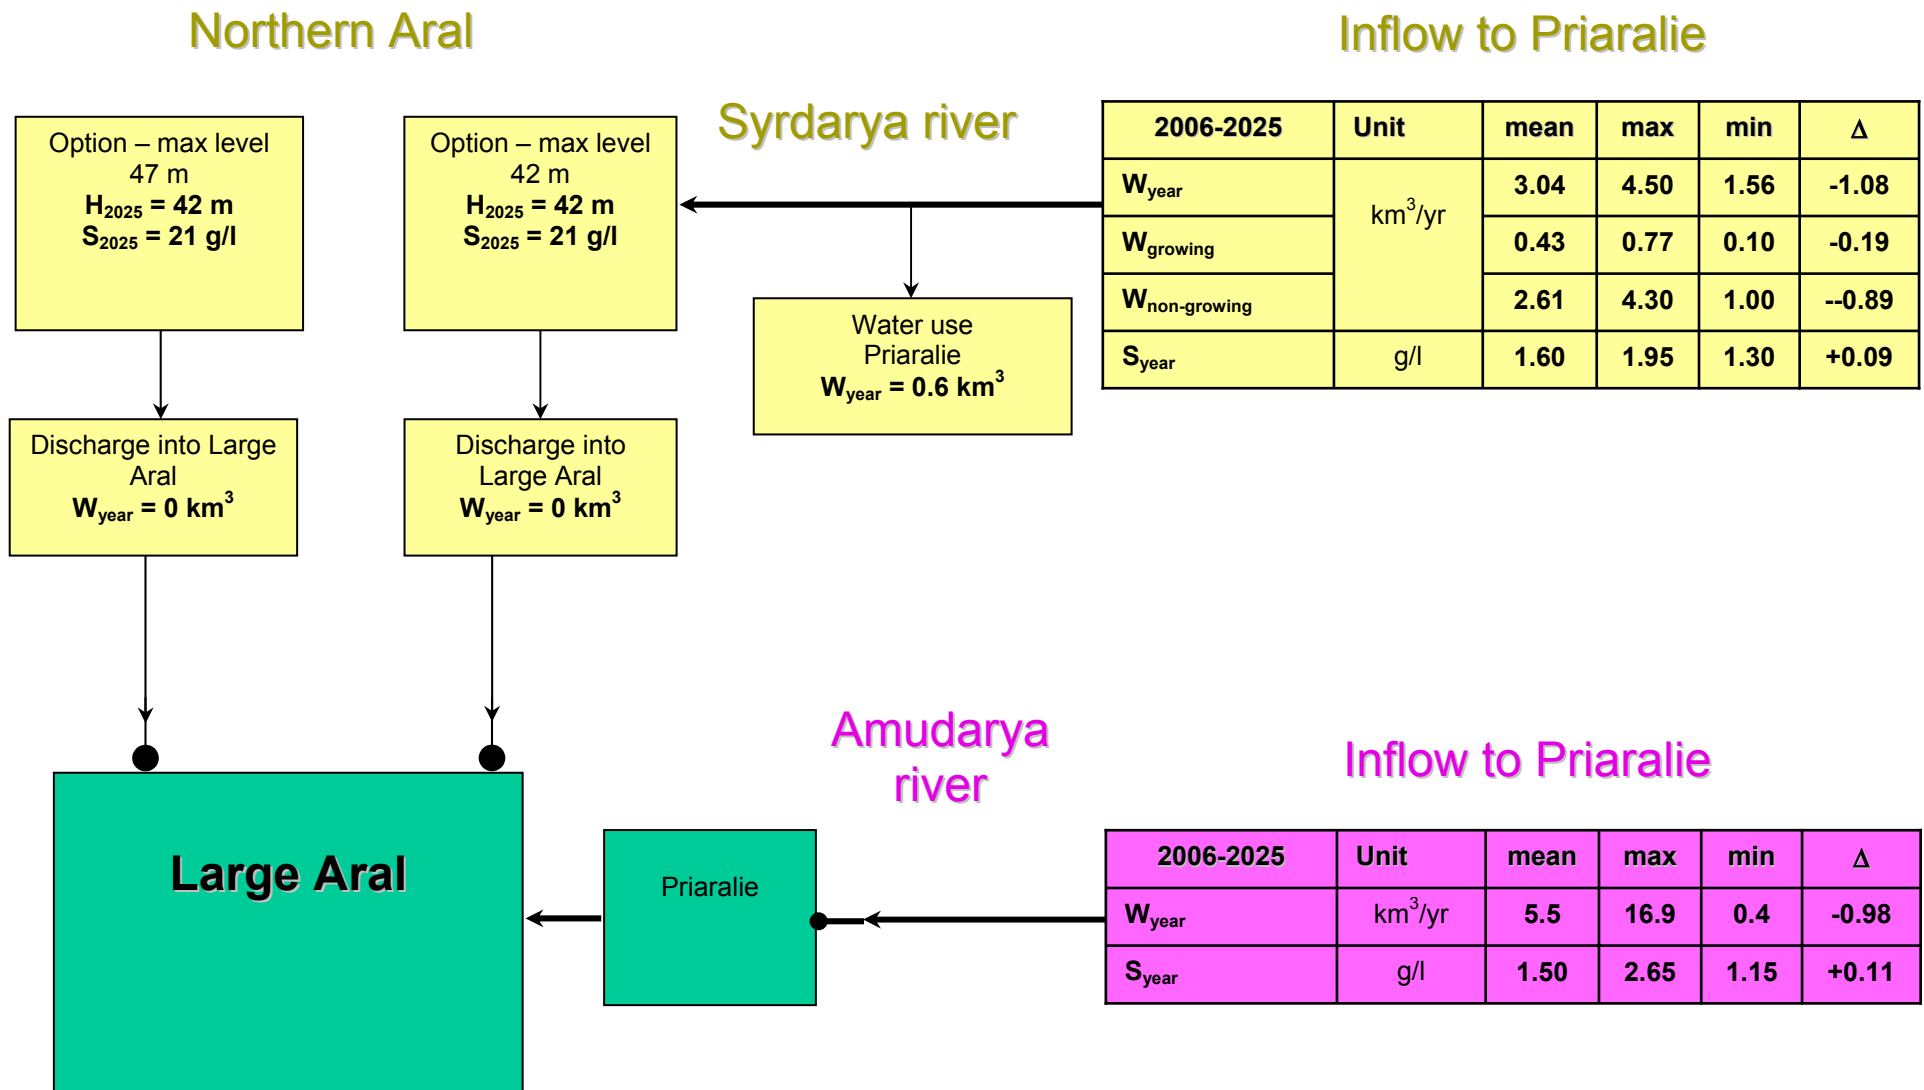 Northern Aral
Inflow to Priaralie
Syrdarya river
Option – max level
47 m
H2025 = 42 m
S2025 = 21 g/l
Option – max level
42 m
H2025 = 42 m
S2025 = 21 g/l
2006-2025 Unit mean max min Δ
Wyear km³/yr 3.04 4.50 1.56 -1.08
Wgrowing 0.43 0.77 0.10 -0.19
Wnon-growing 2.61 4.30 1.00 --0.89
Syear g/l 1.60 1.95 1.30 +0.09
Water use
Priaralie
Wyear = 0.6 km³
Discharge into Large
Aral
Wyear = 0 km³
Discharge into
Large Aral
Wyear = 0 km³
Amudarya
river
Inflow to Priaralie
Large Aral
Priaralie
2006-2025 Unit mean max min Δ
Wyear km³/yr 5.5 16.9 0.4 -0.98
Syear g/l 1.50 2.65 1.15 +0.11